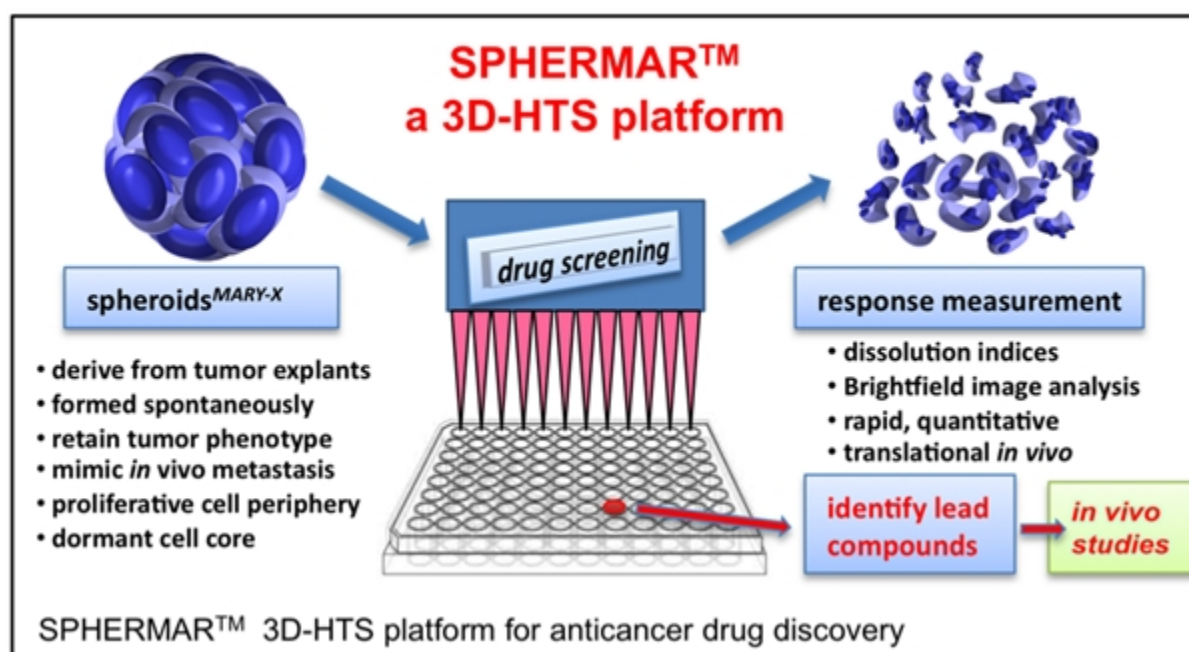 SPHERMAR™
a 3D-HTS platform
drug screening
spheroids^MARY-X
• derive from tumor explants
• formed spontaneously
• retain tumor phenotype
• mimic in vivo metastasis
• proliferative cell periphery
• dormant cell core
response measurement
• dissolution indices
• Brightfield image analysis
• rapid, quantitative
• translational in vivo
identify lead
compounds
in vivo
studies
SPHERMAR™ 3D-HTS platform for anticancer drug discovery